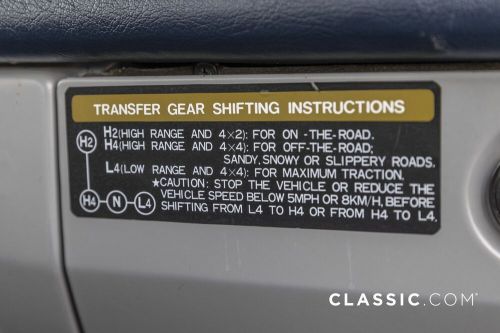 TRANSFER GEAR SHIFTING INSTRUCTIONS
H2(HIGH RANGE AND 4×2): FOR ON -THE-ROAD.
H4(HIGH RANGE AND 4×4): FOR OFF-THE-ROAD;
SANDY, SNOWY OR SLIPPERY ROADS.
L4(LOW RANGE AND 4×4): FOR MAXIMUM TRACTION.
★CAUTION: STOP THE VEHICLE OR REDUCE THE
VEHICLE SPEED BELOW 5MPH OR 8KM/H, BEFORE
SHIFTING FROM L4 TO H4 OR FROM H4 TO L4.
H2
H4 N L4
CLASSIC.COM